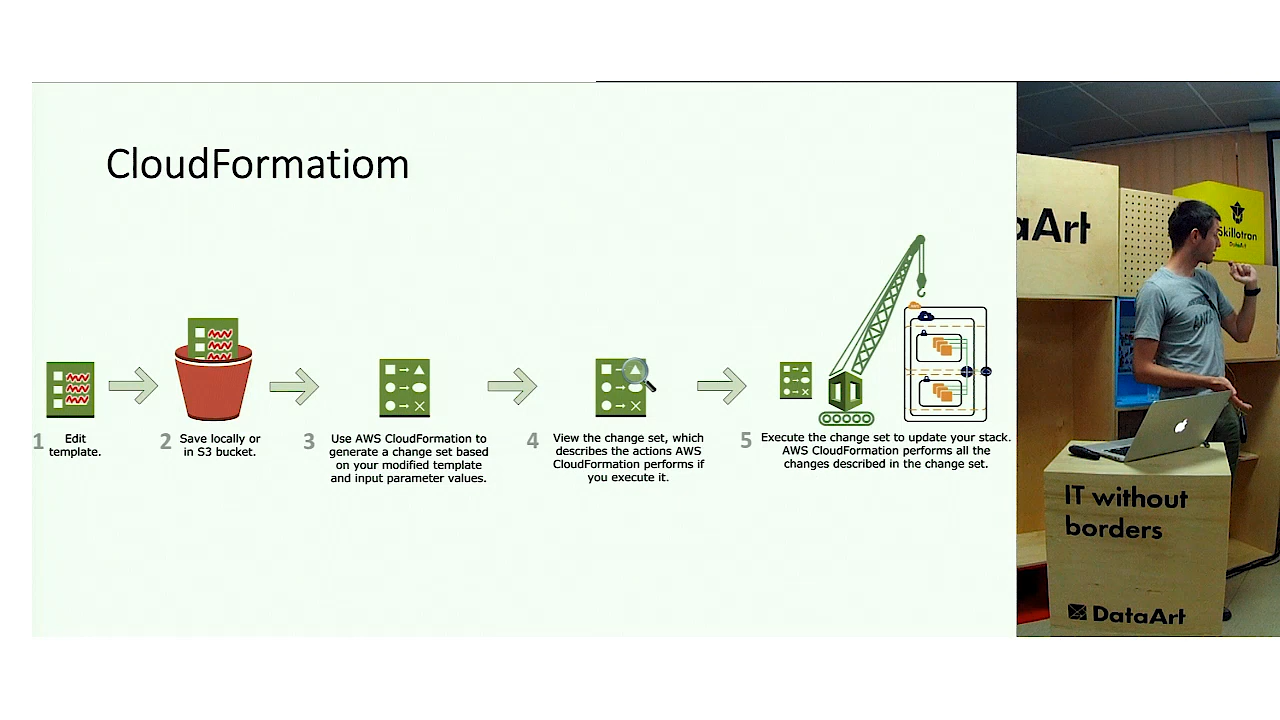 CloudFormatiom
1 Edit
template.
2 Save locally or
in S3 bucket.
3 Use AWS CloudFormation to
generate a change set based
on your modified template
and input parameter values.
4 View the change set, which
describes the actions AWS
CloudFormation performs if
you execute it.
5 Execute the change set to update your stack.
AWS CloudFormation performs all the
changes described in the change set.
aArt
Skillotron
DataArt
IT without
borders
DataArt